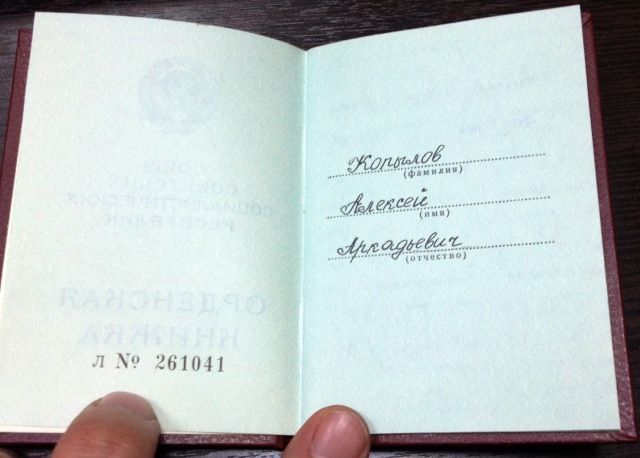 СОЮЗ
СОВЕТСКИХ
СОЦИАЛИСТИЧЕСКИХ
РЕСПУБЛИК
ОРДЕНСКАЯ
КНИЖКА
Л № 261041
Копылов
(фамилия)
Алексей
(имя)
Аркадьевич
(отчество)